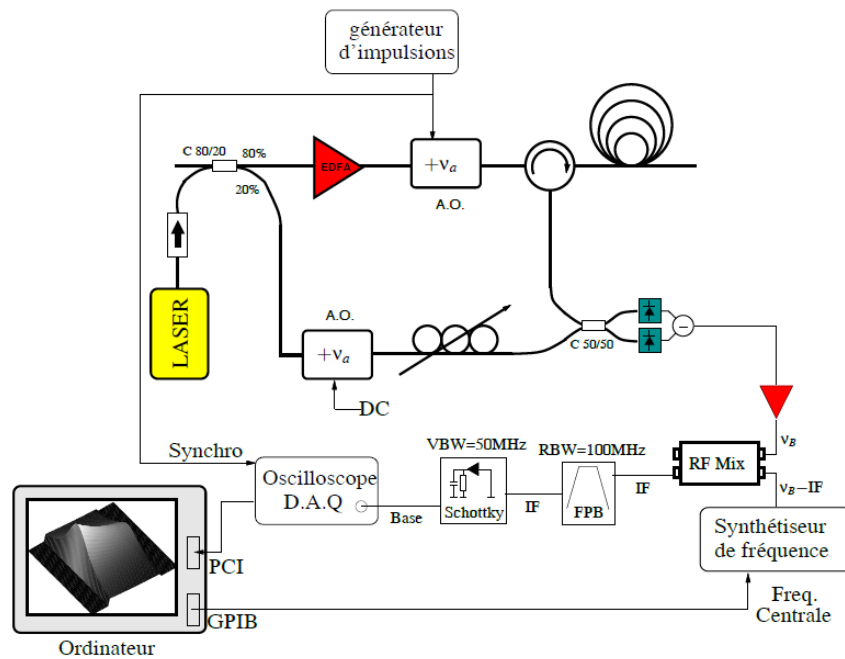 générateur
d'impulsions
C 80/20
80%
20%
EDFA
+νa
A.O.
LASER
A.O.
+νa
DC
C 50/50
−
νB
RF Mix
νB−IF
IF
RBW=100MHz
FPB
IF
VBW=50MHz
Schottky
Base
Synchro
Oscilloscope
D.A.Q
PCI
GPIB
Ordinateur
Synthétiseur
de fréquence
Freq.
Centrale